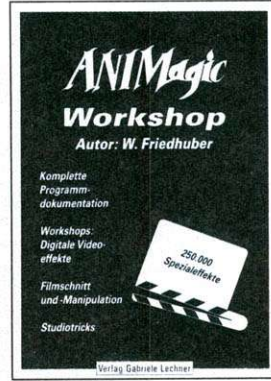 ANIMagic
Workshop
Autor: W. Friedhuber
Komplette
Programm-
dokumentation
Workshops:
Digitale Video-
effekte
Filmschnitt
und -Manipulation
Studiotricks
250.000
Spezialeffekte
Verlag Gabriele Lechner